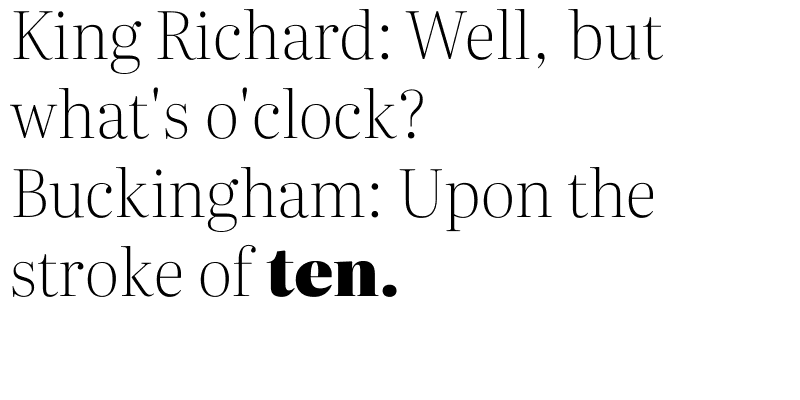 King Richard: Well, but
what's o'clock?
Buckingham: Upon the
stroke of ten.